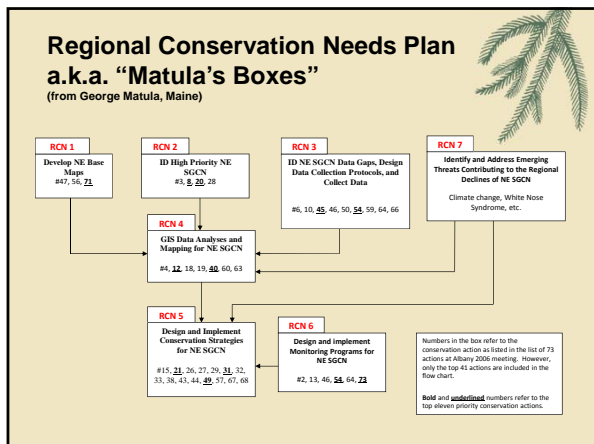 Regional Conservation Needs Plan
a.k.a. “Matula’s Boxes”
(from George Matula, Maine)
RCN 1
Develop NE Base
Maps
#47, 56, 71
RCN 2
ID High Priority NE
SGCN
#3, 8, 20, 28
RCN 3
ID NE SGCN Data Gaps, Design
Data Collection Protocols, and
Collect Data
#6, 10, 45, 46, 50, 54, 59, 64, 66
RCN 7
Identify and Address Emerging
Threats Contributing to the Regional
Declines of NE SGCN
Climate change, White Nose
Syndrome, etc.
RCN 4
GIS Data Analyses and
Mapping for NE SGCN
#4, 12, 18, 19, 40, 60, 63
RCN 5
Design and Implement
Conservation Strategies
for NE SGCN
#15, 21, 26, 27, 29, 31, 32,
33, 38, 43, 44, 49, 57, 67, 68
RCN 6
Design and implement
Monitoring Programs for
NE SGCN
#2, 13, 46, 54, 64, 73
Numbers in the box refer to the
conservation action as listed in the list of 73
actions at Albany 2006 meeting. However,
only the top 41 actions are included in the
flow chart.
Bold and underlined numbers refer to the
top eleven priority conservation actions.